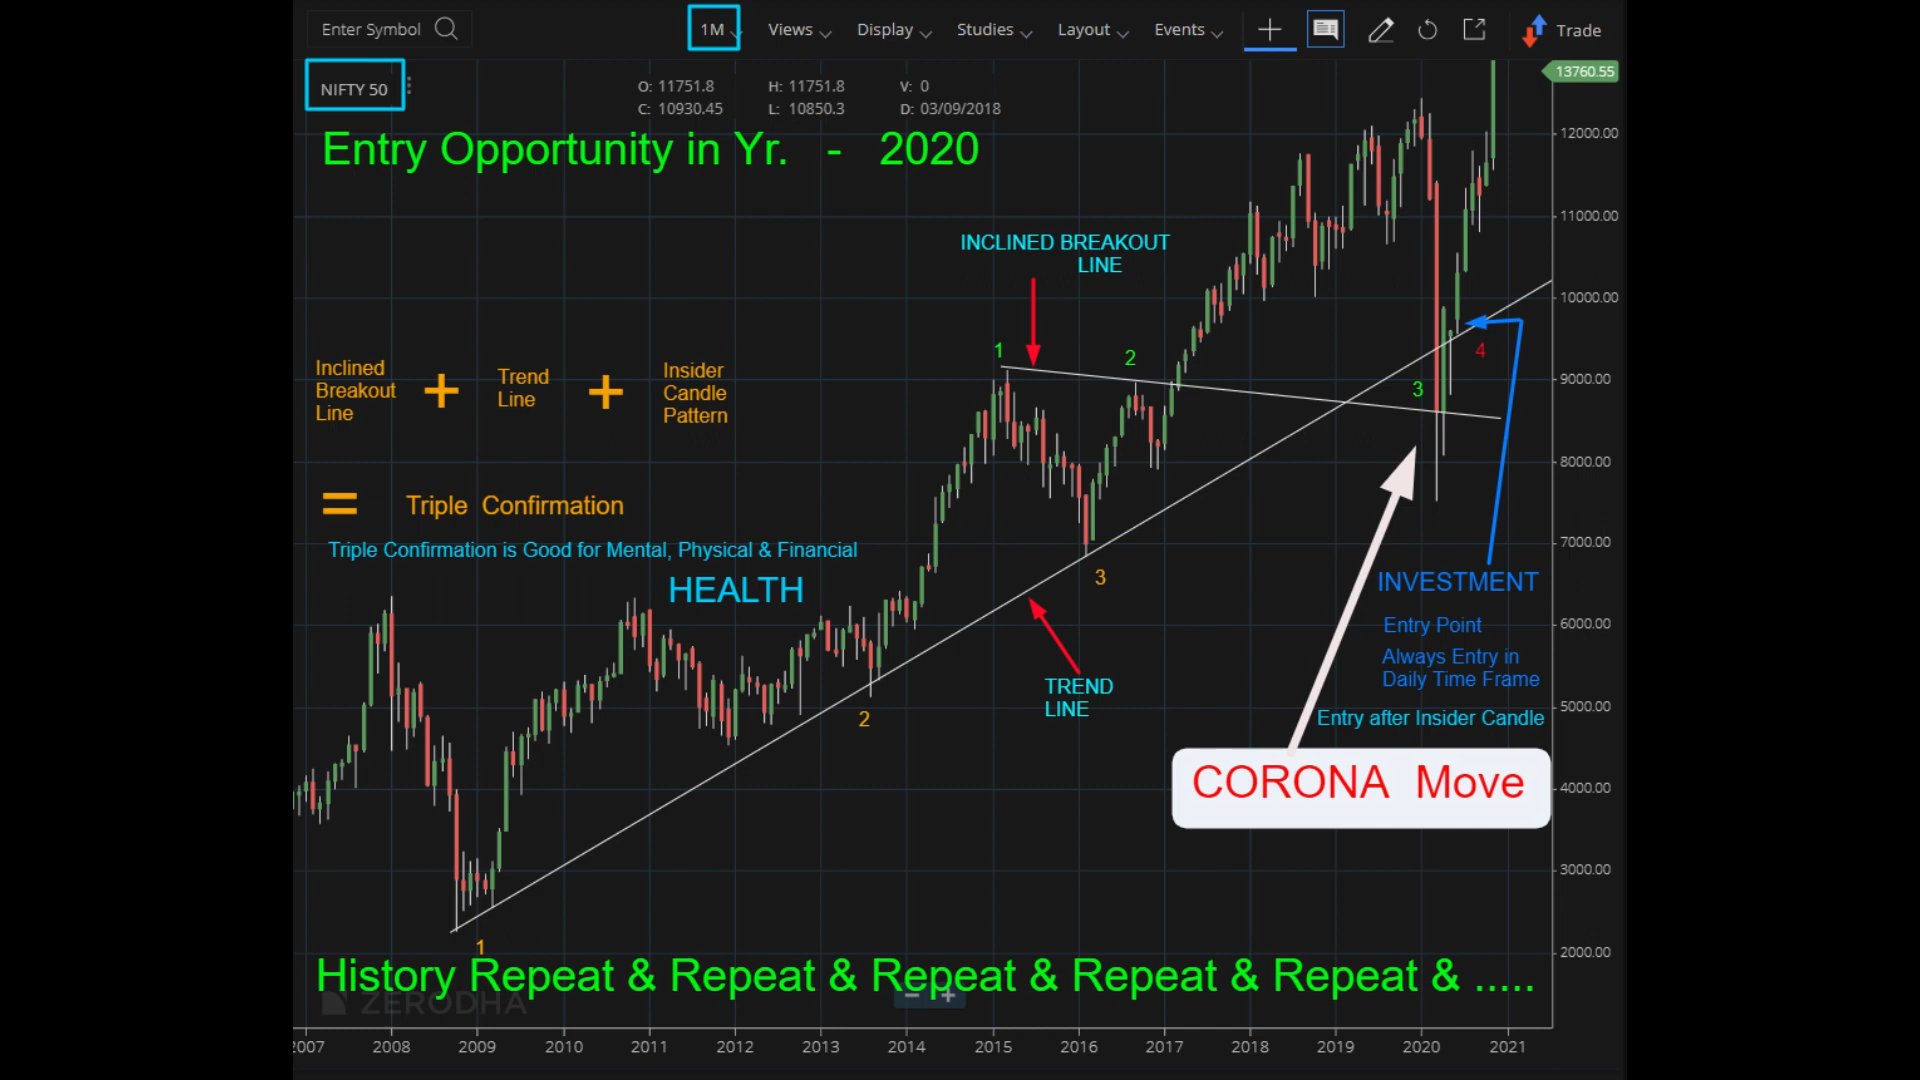 Enter Symbol
1M Views Display Studies Layout Events Trade
NIFTY 50
O: 11751.8 H: 11751.8 V: 0
C: 10930.45 L: 10850.3 D: 03/09/2018
13760.55
Entry Opportunity in Yr. - 2020
12000.00
11000.00
INCLINED BREAKOUT
LINE
10000.00
1
2
3
4
9000.00
Inclined
Breakout
Line
+
Trend
Line
+
Insider
Candle
Pattern
8000.00
= Triple Confirmation
Triple Confirmation is Good for Mental, Physical & Financial
HEALTH
7000.00
3
INVESTMENT
Entry Point
Always Entry in
Daily Time Frame
6000.00
TREND
LINE
2
5000.00
Entry after Insider Candle
CORONA Move
4000.00
3000.00
1
2000.00
History Repeat & Repeat & Repeat & Repeat & Repeat & .....
ZERODHA
2007 2008 2009 2010 2011 2012 2013 2014 2015 2016 2017 2018 2019 2020 2021